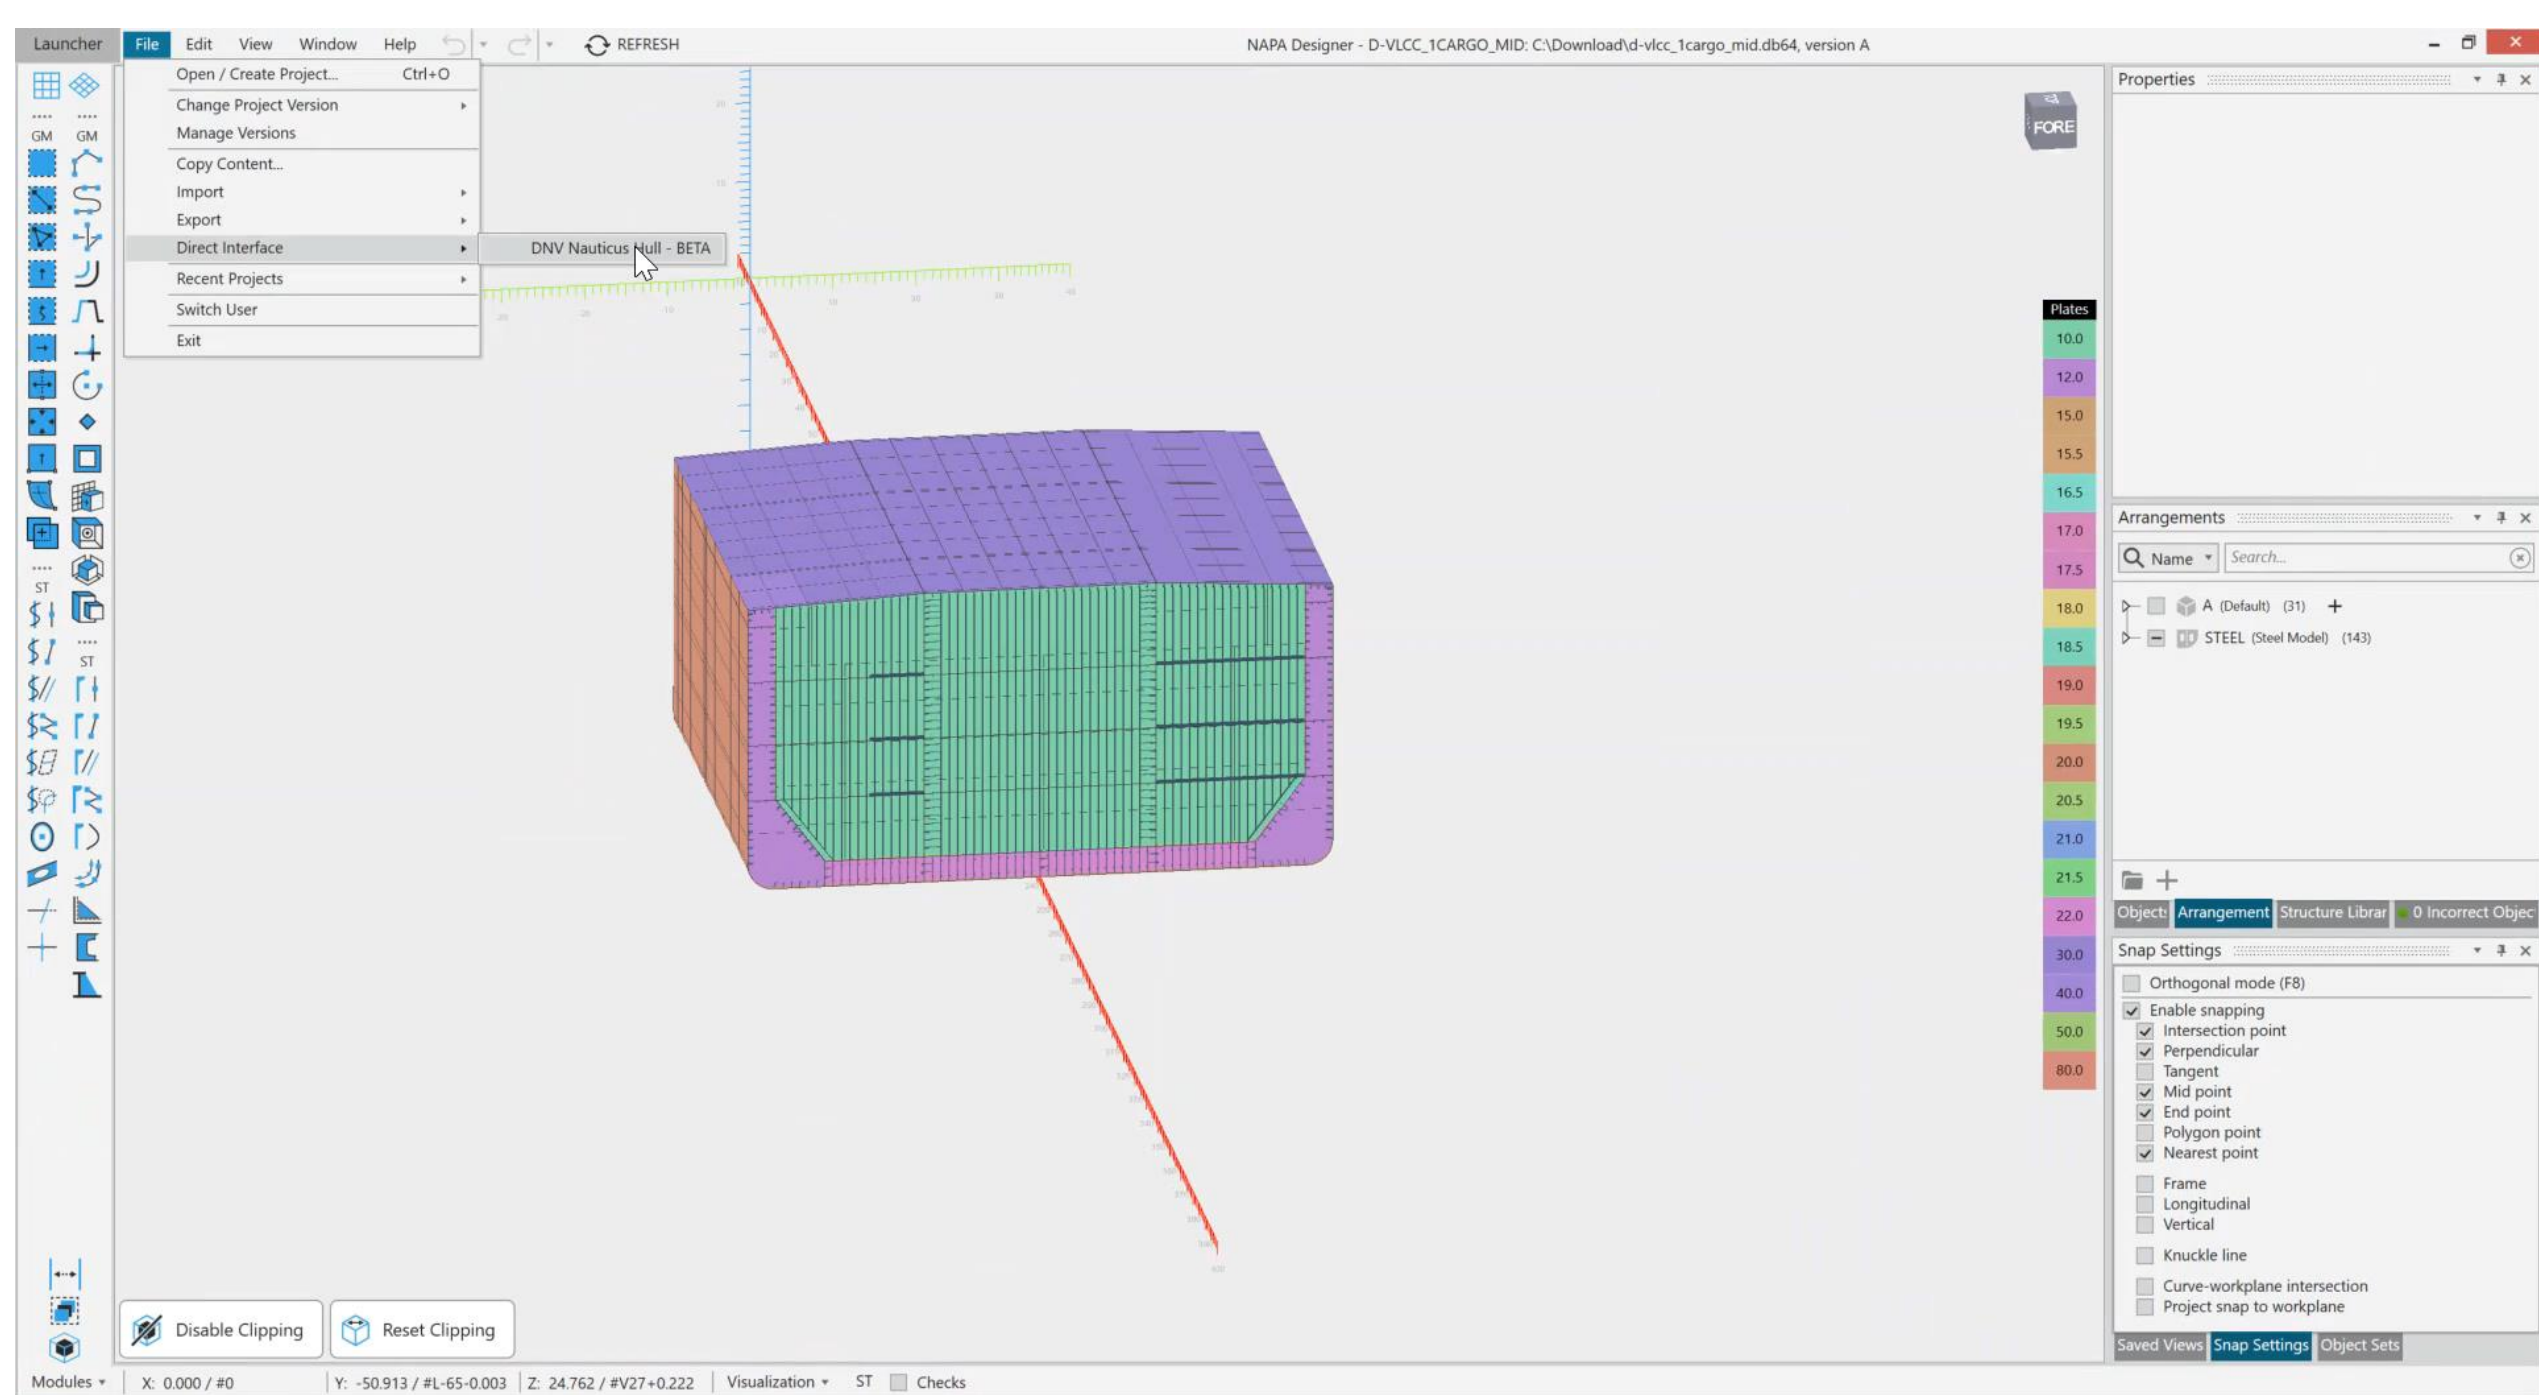 Launcher File Edit View Window Help REFRESH NAPA Designer - D-VLCC_1CARGO_MID: C:\Download\d-vlcc_1cargo_mid.db64, version A
Open / Create Project... Ctrl+O
Change Project Version
Manage Versions
Copy Content...
Import
Export
Direct Interface
DNV Nauticus Hull - BETA
Recent Projects
Switch User
Exit
GM GM
ST
ST
FORE
Plates
10.0
12.0
15.0
15.5
16.5
17.0
17.5
18.0
18.5
19.0
19.5
20.0
20.5
21.0
21.5
22.0
30.0
40.0
50.0
80.0
Properties
Arrangements
Name Search...
A (Default) (31)
STEEL (Steel Model) (143)
Object Arrangement Structure Librar 0 Incorrect Objec
Snap Settings
Orthogonal mode (F8)
Enable snapping
Intersection point
Perpendicular
Tangent
Mid point
End point
Polygon point
Nearest point
Frame
Longitudinal
Vertical
Knuckle line
Curve-workplane intersection
Project snap to workplane
Saved Views Snap Settings Object Sets
Disable Clipping Reset Clipping
Modules X: 0.000 / #0 Y: -50.913 / #L-65-0.003 Z: 24.762 / #V27+0.222 Visualization ST Checks